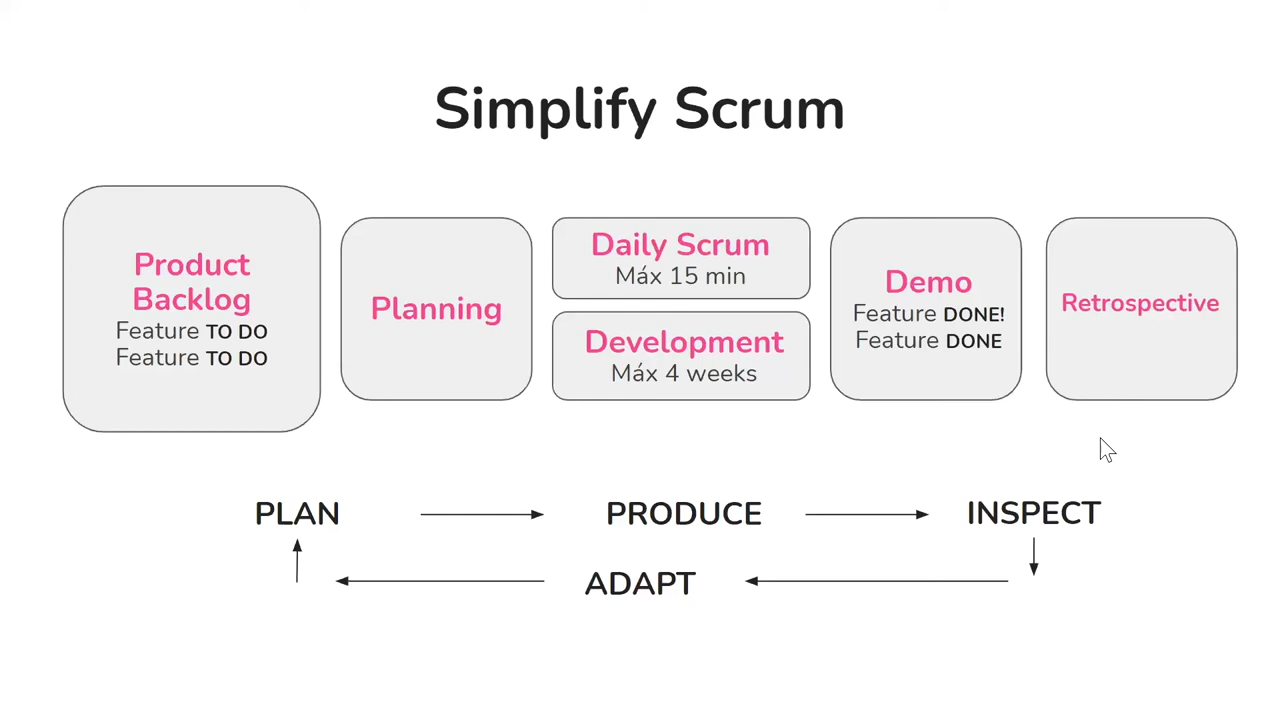 Simplify Scrum
Product
Backlog
Feature TO DO
Feature TO DO
Planning
Daily Scrum
Máx 15 min
Development
Máx 4 weeks
Demo
Feature DONE!
Feature DONE
Retrospective
PLAN
PRODUCE
INSPECT
ADAPT